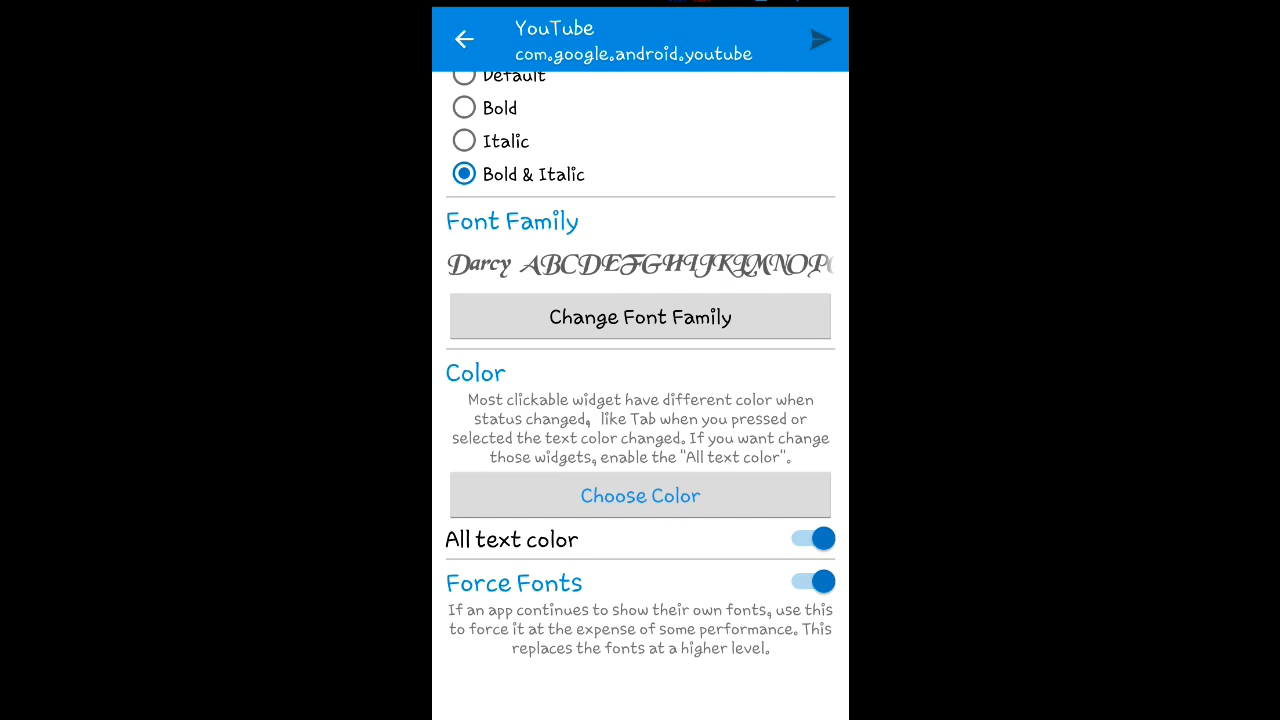 YouTube
com.google.android.youtube
Default
Bold
Italic
Bold & Italic
Font Family
Darcy ABCDEFGHIJKLMNOP
Change Font Family
Color
Most clickable widget have different color when
status changed, like Tab when you pressed or
selected the text color changed. If you want change
those widgets, enable the "All text color".
Choose Color
All text color
Force Fonts
If an app continues to show their own fonts, use this
to force it at the expense of some performance. This
replaces the fonts at a higher level.